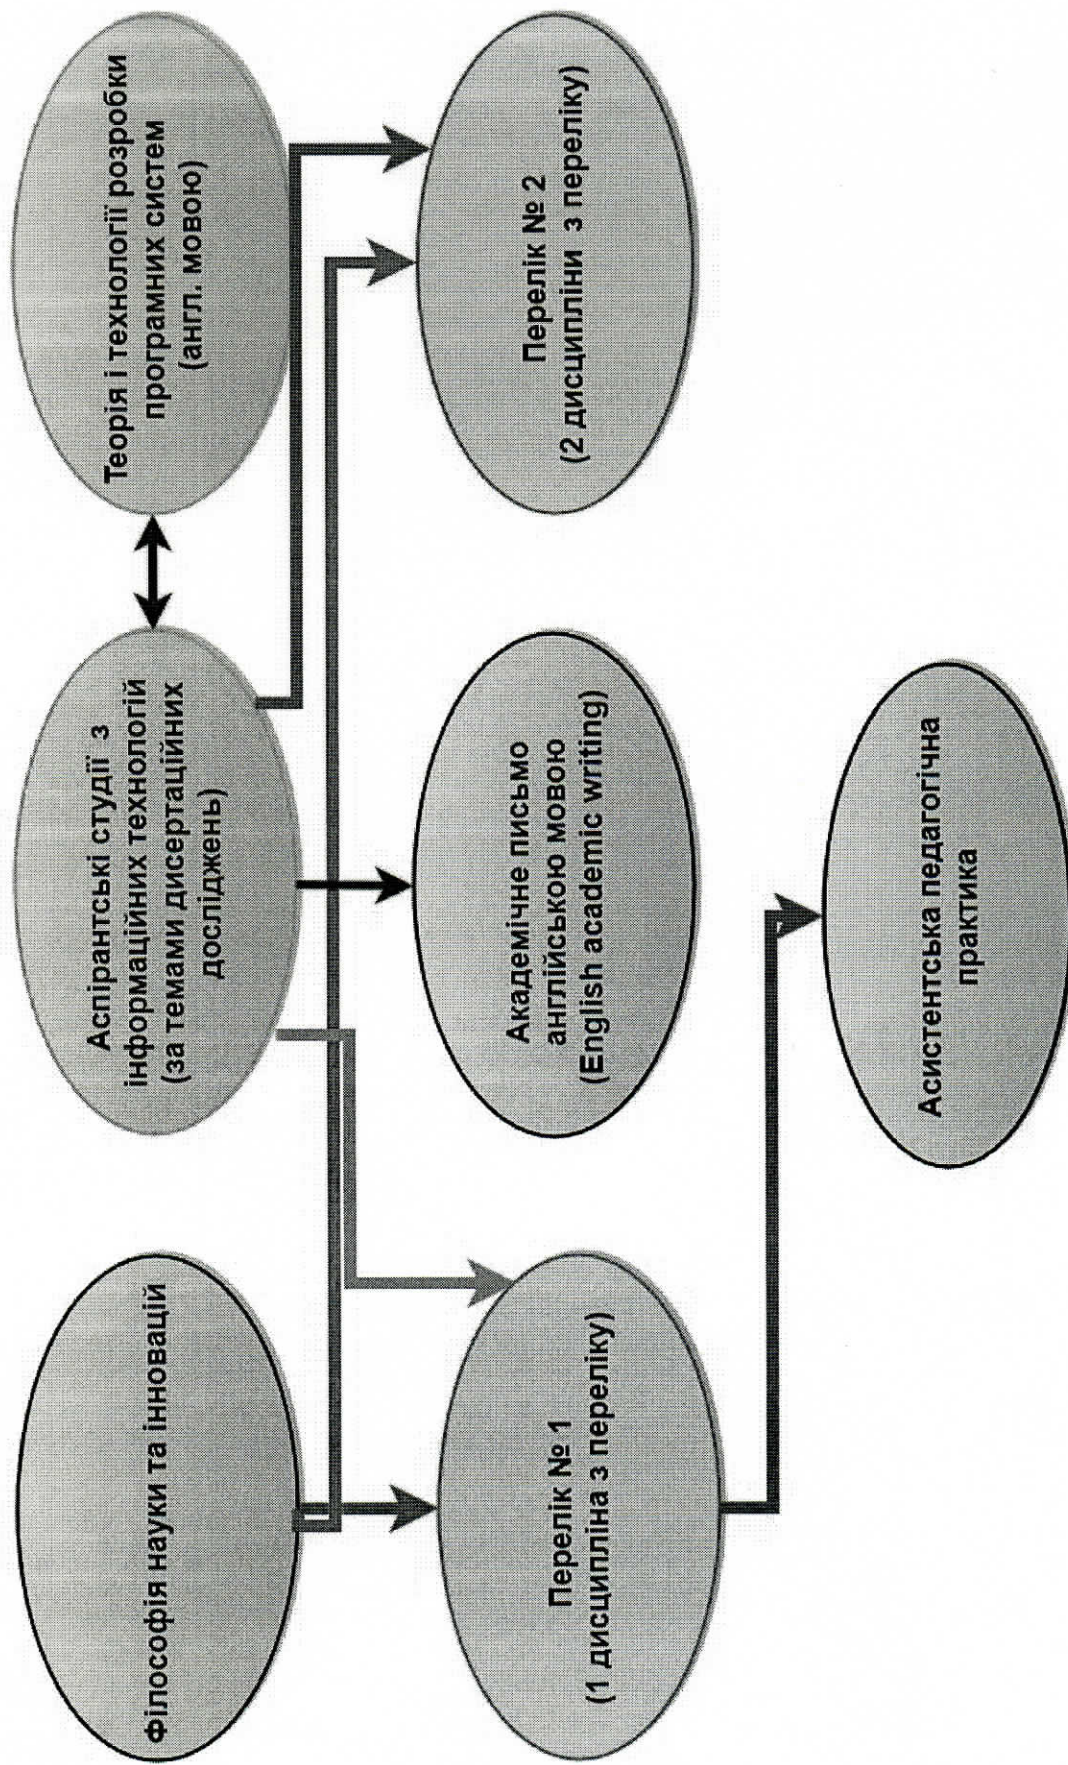 Філософія науки та інновацій
Аспірантські студії з
інформаційних технологій
(за темами дисертаційних
досліджень)
Теорія і технології розробки
програмних систем
(англ. мовою)
Перелік № 1
(1 дисципліна з переліку)
Академічне письмо
англійською мовою
(English academic writing)
Перелік № 2
(2 дисципліни з переліку)
Асистентська педагогічна
практика